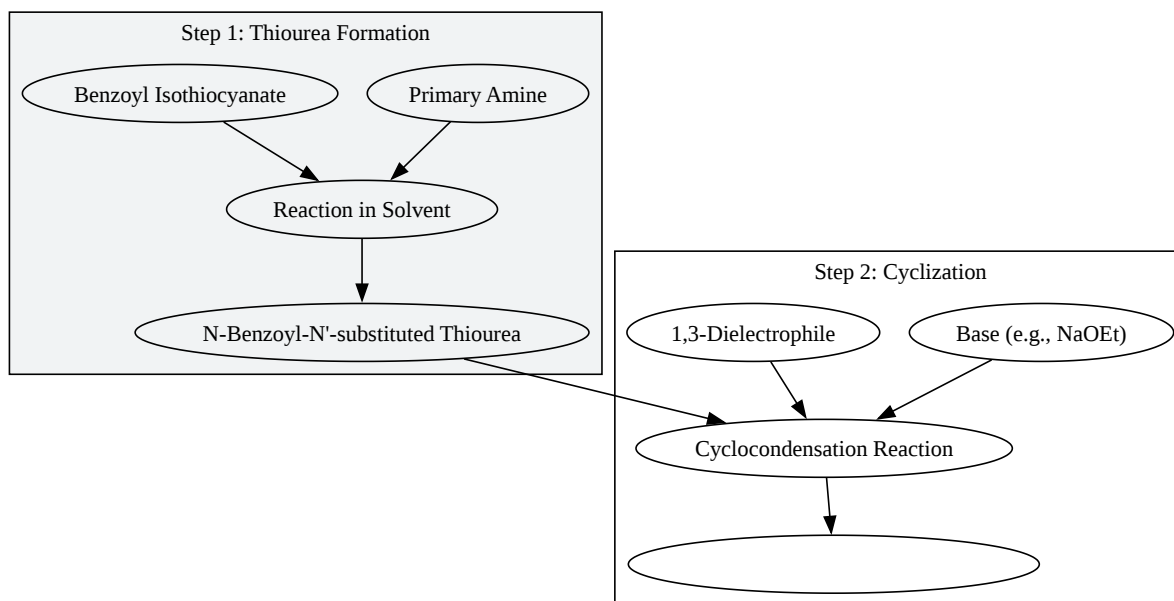 Step 1: Thiourea Formation
Benzoyl Isothiocyanate
Primary Amine
Reaction in Solvent
N-Benzoyl-N'-substituted Thiourea
Step 2: Cyclization
1,3-Dielectrophile
Base (e.g., NaOEt)
Cyclocondensation Reaction